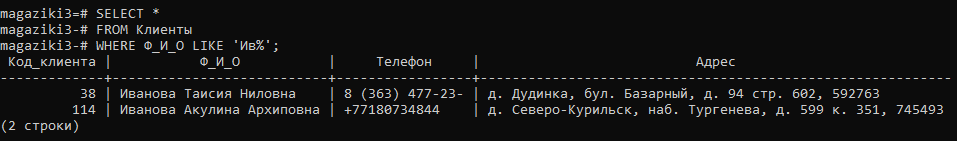 magaziki3=# SELECT *
magaziki3-# FROM Клиенты
magaziki3-# WHERE Ф_И_О LIKE 'Ив%';
Код_клиента | Ф_И_О | Телефон | Адрес
-------------+----------------------------+-----------------+------------------------------------------------------------
38 | Иванова Таисия Ниловна | 8 (363) 477-23- | д. Дудинка, бул. Базарный, д. 94 стр. 602, 592763
114 | Иванова Акулина Архиповна | +77180734844 | д. Северо-Курильск, наб. Тургенева, д. 599 к. 351, 745493
(2 строки)